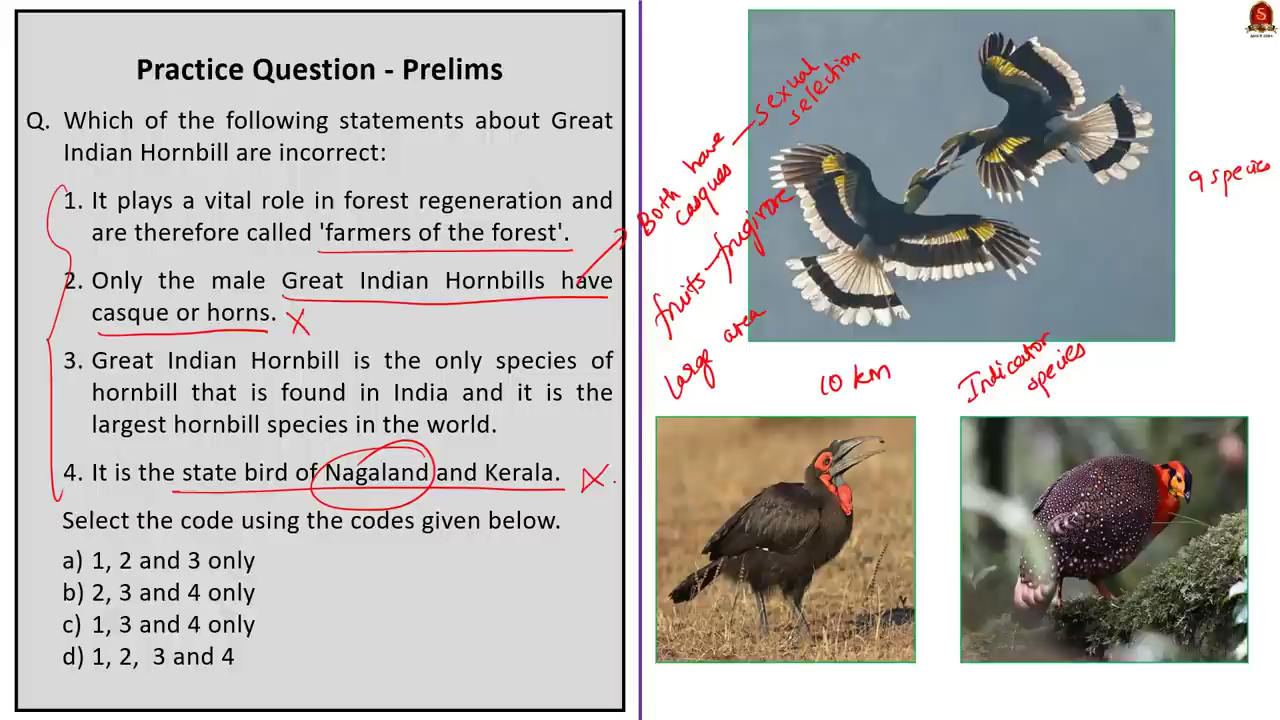 Practice Question - Prelims
Q. Which of the following statements about Great
Indian Hornbill are incorrect:
1. It plays a vital role in forest regeneration and
are therefore called 'farmers of the forest'.
2. Only the male Great Indian Hornbills have
casque or horns.
3. Great Indian Hornbill is the only species of
hornbill that is found in India and it is the
largest hornbill species in the world.
4. It is the state bird of Nagaland and Kerala.
Select the code using the codes given below.
a) 1, 2 and 3 only
b) 2, 3 and 4 only
c) 1, 3 and 4 only
d) 1, 2, 3 and 4
Both have
casques
sexual
selection
fruits - frugivore
large area
10 km
Indicator
species
9 species
S